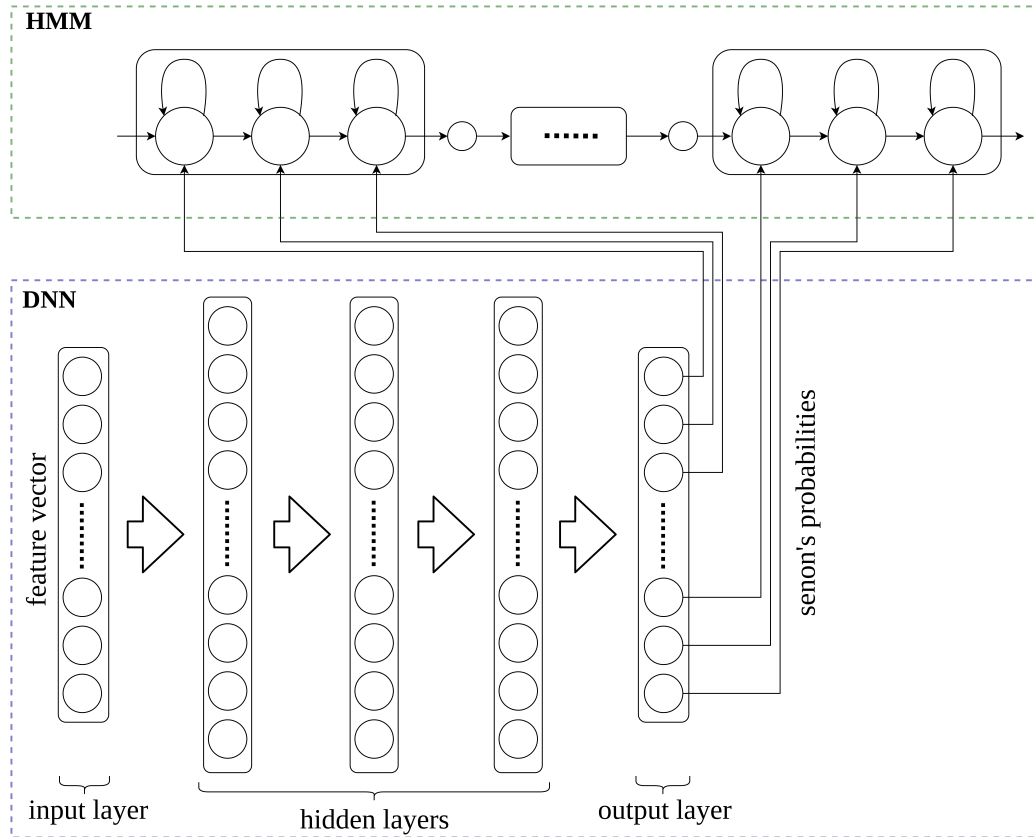 HMM
DNN
feature vector
senon's probabilities
input layer
hidden layers
output layer